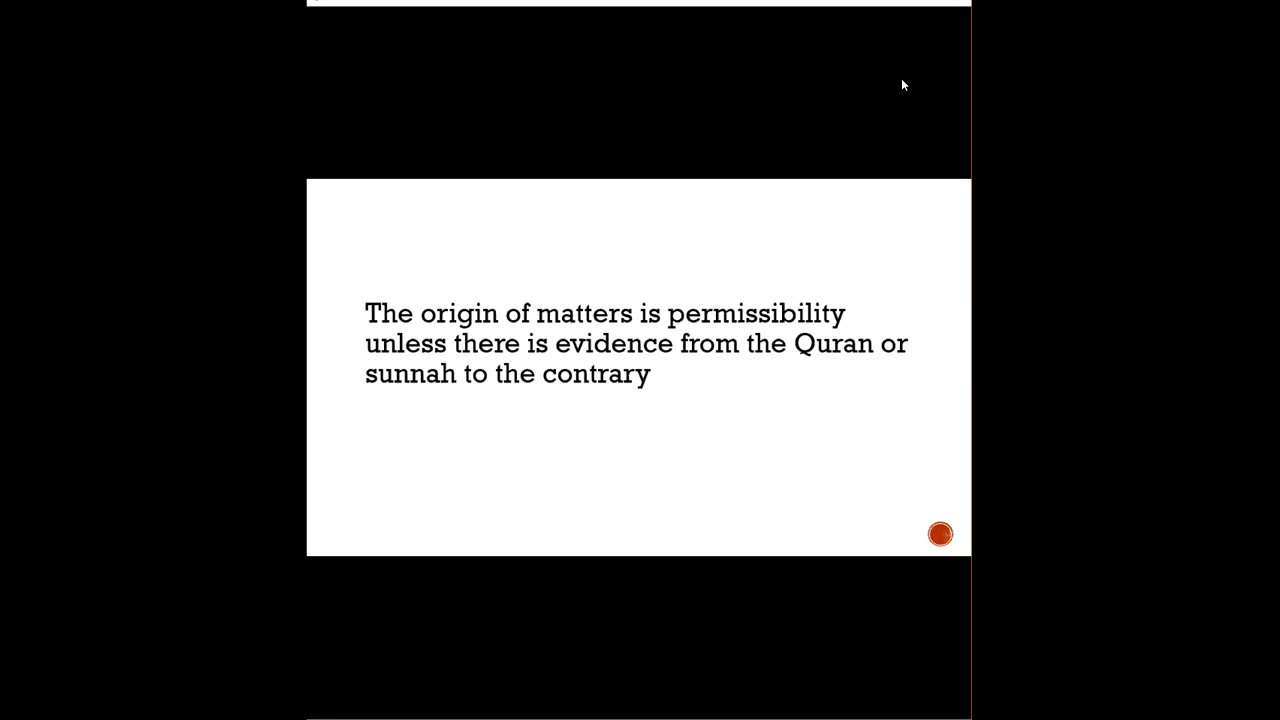 The origin of matters is permissibility
unless there is evidence from the Quran or
sunnah to the contrary